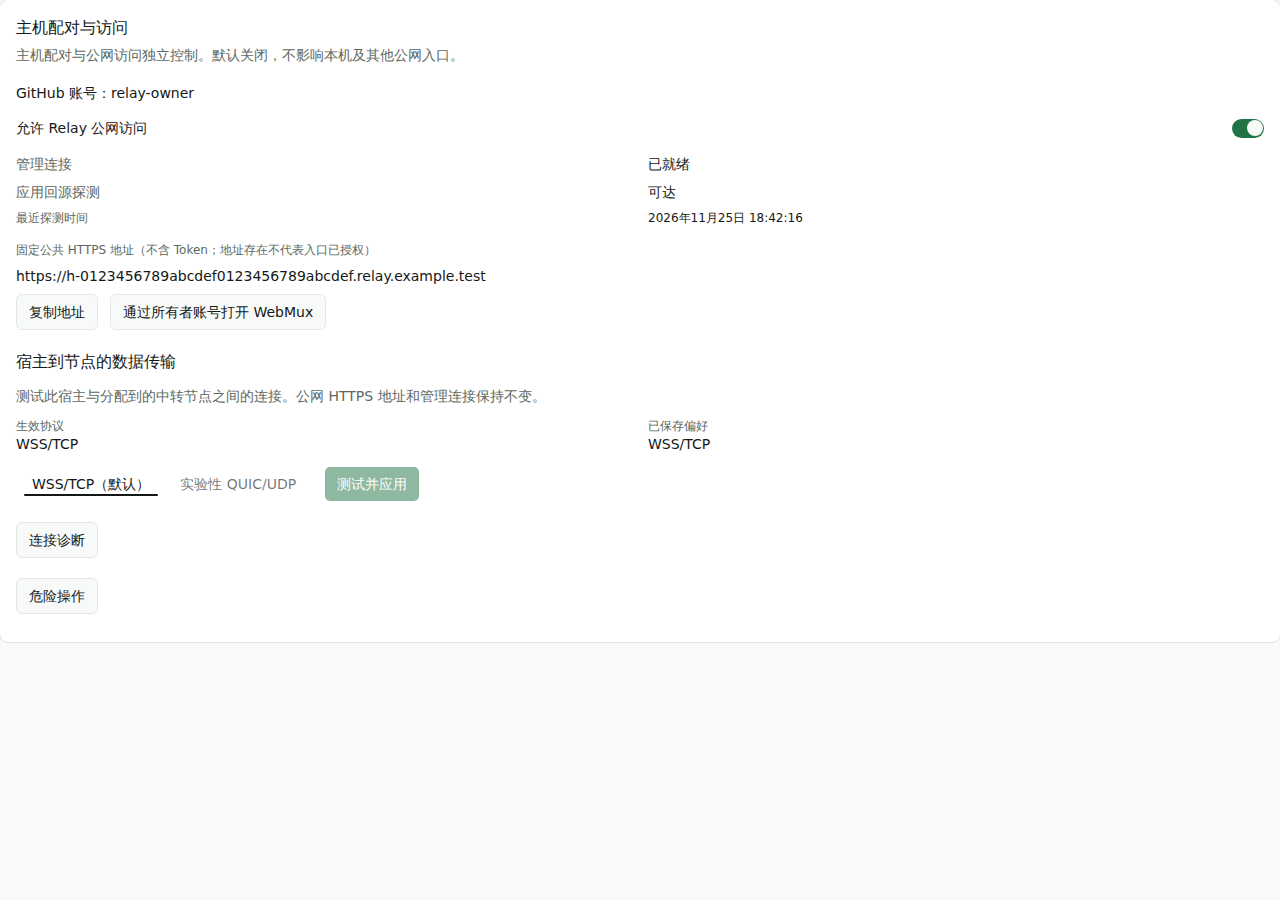 主机配对与访问
主机配对与公网访问独立控制。默认关闭，不影响本机及其他公网入口。
GitHub 账号：relay-owner
允许 Relay 公网访问
管理连接 已就绪
应用回源探测 可达
最近探测时间 2026年11月25日 18:42:16
固定公共 HTTPS 地址（不含 Token；地址存在不代表入口已授权）
https://h-0123456789abcdef0123456789abcdef.relay.example.test
复制地址 通过所有者账号打开 WebMux
宿主到节点的数据传输
测试此宿主与分配到的中转节点之间的连接。公网 HTTPS 地址和管理连接保持不变。
生效协议 已保存偏好
WSS/TCP WSS/TCP
WSS/TCP（默认） 实验性 QUIC/UDP 测试并应用
连接诊断
危险操作